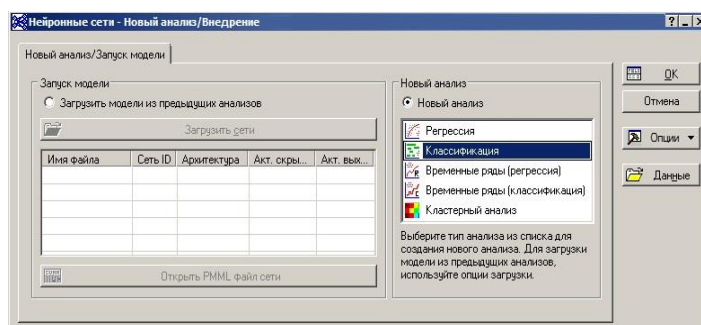 Нейронные сети - Новый анализ/Внедрение
Новый анализ/Запуск модели
Запуск модели
Загрузить модели из предыдущих анализов
Загрузить сети
Имя файла Сеть ID Архитектура Акт. скры... Акт. вых...
Открыть PMML файл сети
Новый анализ
Новый анализ
Регрессия
Классификация
Временные ряды (регрессия)
Временные ряды (классификация)
Кластерный анализ
Выберите тип анализа из списка для
создания нового анализа. Для загрузки
модели из предыдущих анализов,
используйте опции загрузки.
OK
Отмена
Опции
Данные